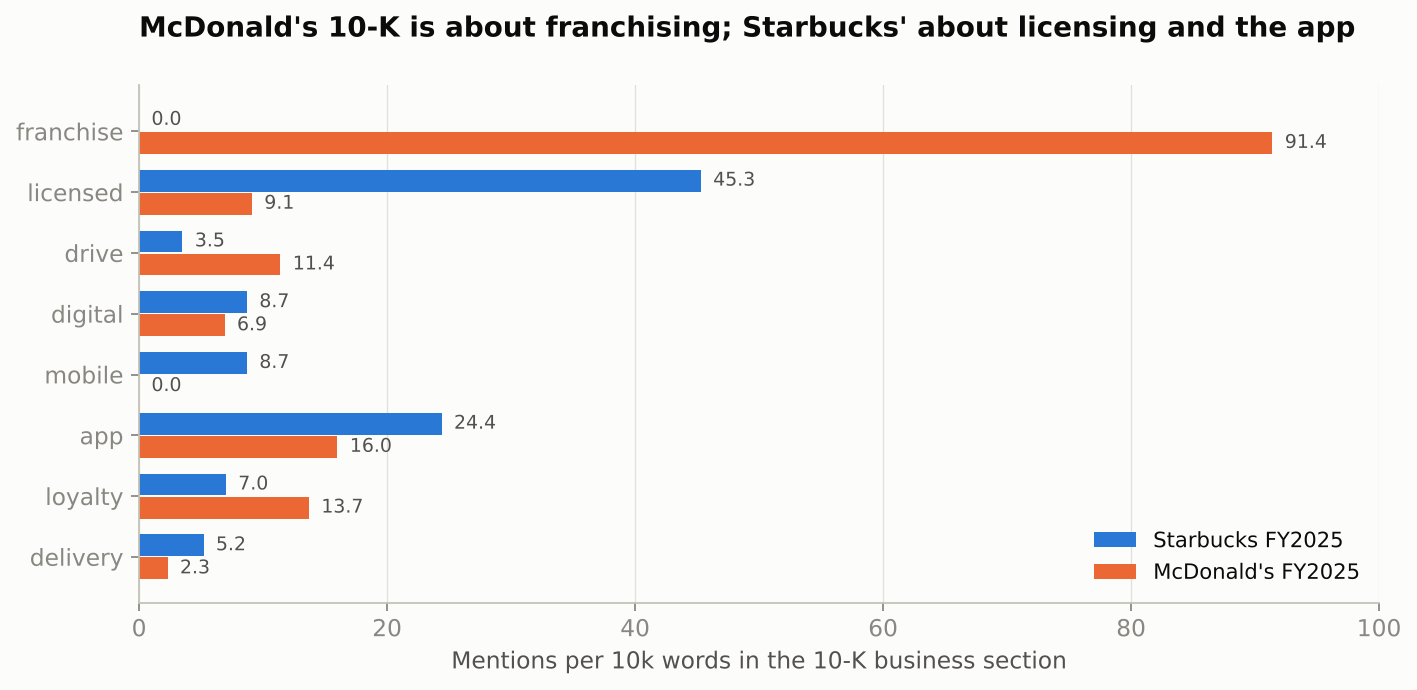 McDonald's 10-K is about franchising; Starbucks' about licensing and the app
franchise
0.0
91.4
licensed
45.3
9.1
drive
3.5
11.4
digital
8.7
6.9
mobile
8.7
0.0
app
24.4
16.0
loyalty
7.0
13.7
delivery
5.2
2.3
Starbucks FY2025
McDonald's FY2025
0 20 40 60 80 100
Mentions per 10k words in the 10-K business section